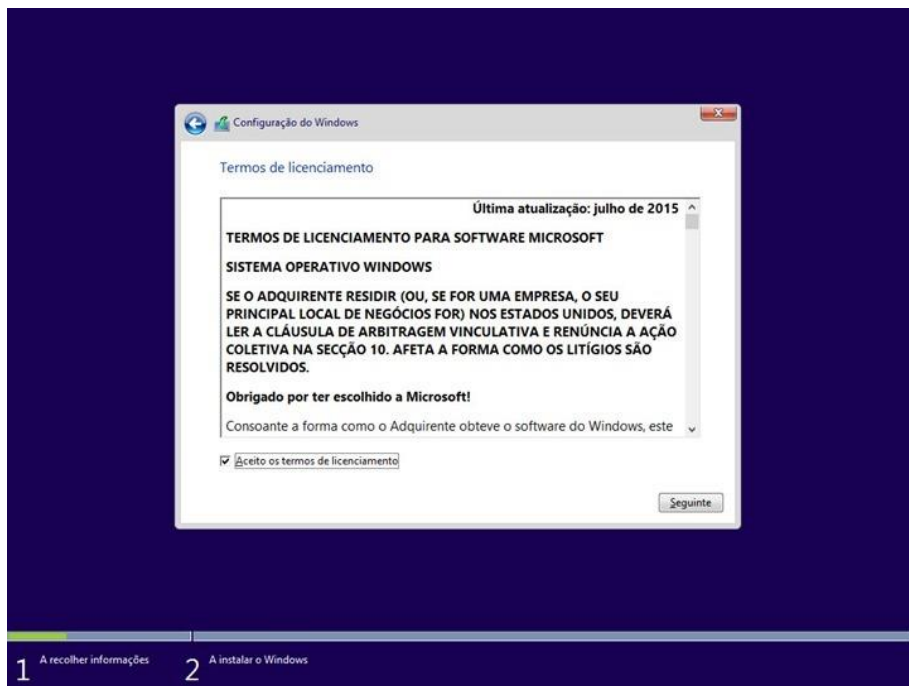 Configuração do Windows
Termos de licenciamento
Última atualização: julho de 2015
TERMOS DE LICENCIAMENTO PARA SOFTWARE MICROSOFT
SISTEMA OPERATIVO WINDOWS
SE O ADQUIRENTE RESIDIR (OU, SE FOR UMA EMPRESA, O SEU
PRINCIPAL LOCAL DE NEGÓCIOS FOR) NOS ESTADOS UNIDOS, DEVERÁ
LER A CLÁUSULA DE ARBITRAGEM VINCULATIVA E RENÚNCIA A AÇÃO
COLETIVA NA SECÇÃO 10. AFETA A FORMA COMO OS LITÍGIOS SÃO
RESOLVIDOS.
Obrigado por ter escolhido a Microsoft!
Consoante a forma como o Adquirente obteve o software do Windows, este
Aceito os termos de licenciamento
Seguinte
1 A recolher informações
2 A instalar o Windows